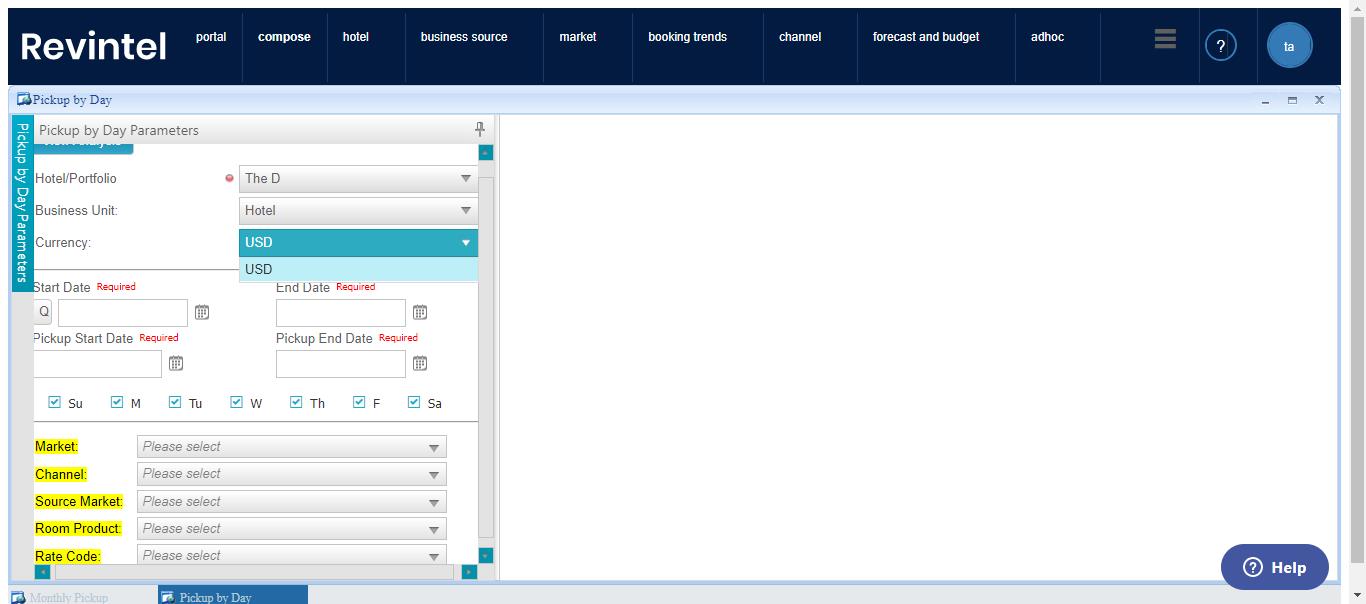 Revintel
portal
compose
hotel
business source
market
booking trends
channel
forecast and budget
adhoc
?
ta
Pickup by Day
Pickup by Day Parameters
Pickup by Day Parameters
View Analysis
Hotel/Portfolio
The D
Business Unit:
Hotel
Currency:
USD
USD
Start Date Required
End Date Required
Q
Pickup Start Date Required
Pickup End Date Required
Su M Tu W Th F Sa
Market: Please select
Channel: Please select
Source Market: Please select
Room Product: Please select
Rate Code: Please select
? Help
Monthly Pickup
Pickup by Day